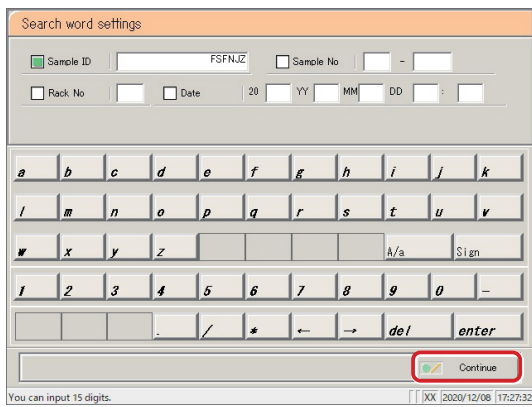 Search word settings
Sample ID FSFNJZ Sample No -
Rack No Date 20 YY MM DD :
a b c d e f g h i j k
l m n o p q r s t u v
w x y z A/a Sign
1 2 3 4 5 6 7 8 9 0 -
. / * ← → del enter
Continue
You can input 15 digits. XX 2020/12/08 17:27:32